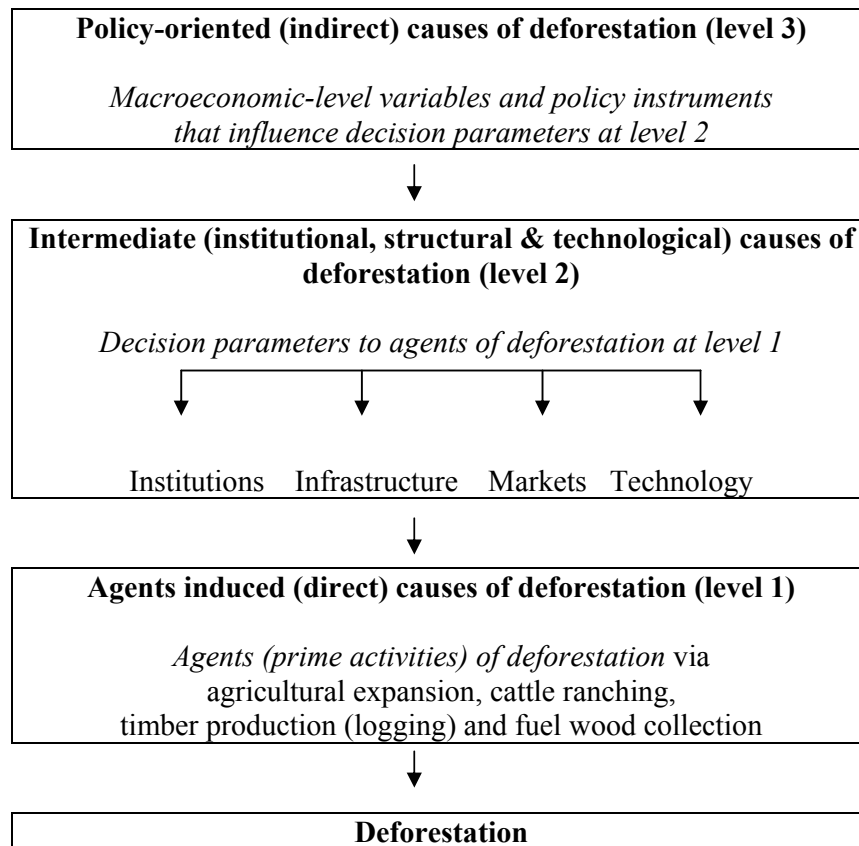 Policy-oriented (indirect) causes of deforestation (level 3)
Macroeconomic-level variables and policy instruments
that influence decision parameters at level 2
Intermediate (institutional, structural & technological) causes of
deforestation (level 2)
Decision parameters to agents of deforestation at level 1
Institutions Infrastructure Markets Technology
Agents induced (direct) causes of deforestation (level 1)
Agents (prime activities) of deforestation via
agricultural expansion, cattle ranching,
timber production (logging) and fuel wood collection
Deforestation